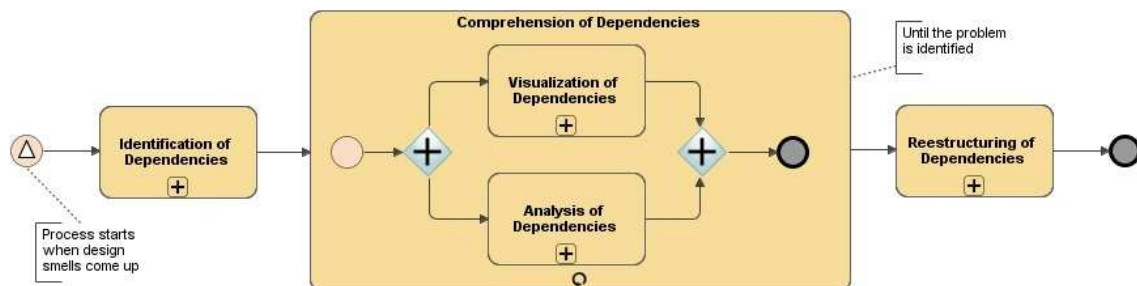 Comprehension of Dependencies
Until the problem
is identified
Visualization of
Dependencies
Identification of
Dependencies
Reestructuring of
Dependencies
Analysis of
Dependencies
Process starts
when design
smells come up